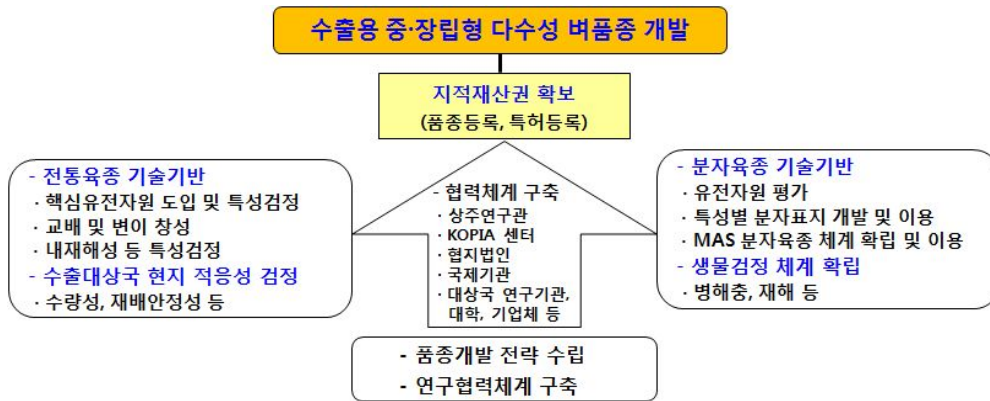 수출용 중·장립형 다수성 벼품종 개발
지적재산권 확보
(품종등록, 특허등록)
- 전통육종 기술기반
· 핵심유전자원 도입 및 특성검정
· 교배 및 변이 창성
· 내재해성 등 특성검정
- 수출대상국 현지 적응성 검정
· 수량성, 재배안정성 등
- 협력체계 구축
· 상주연구관
· KOPIA 센터
· 협지법인
· 국제기관
· 대상국 연구기관,
대학, 기업체 등
- 분자육종 기술기반
· 유전자원 평가
· 특성별 분자표지 개발 및 이용
· MAS 분자육종 체계 확립 및 이용
- 생물검정 체계 확립
· 병해충, 재해 등
- 품종개발 전략 수립
- 연구협력체계 구축